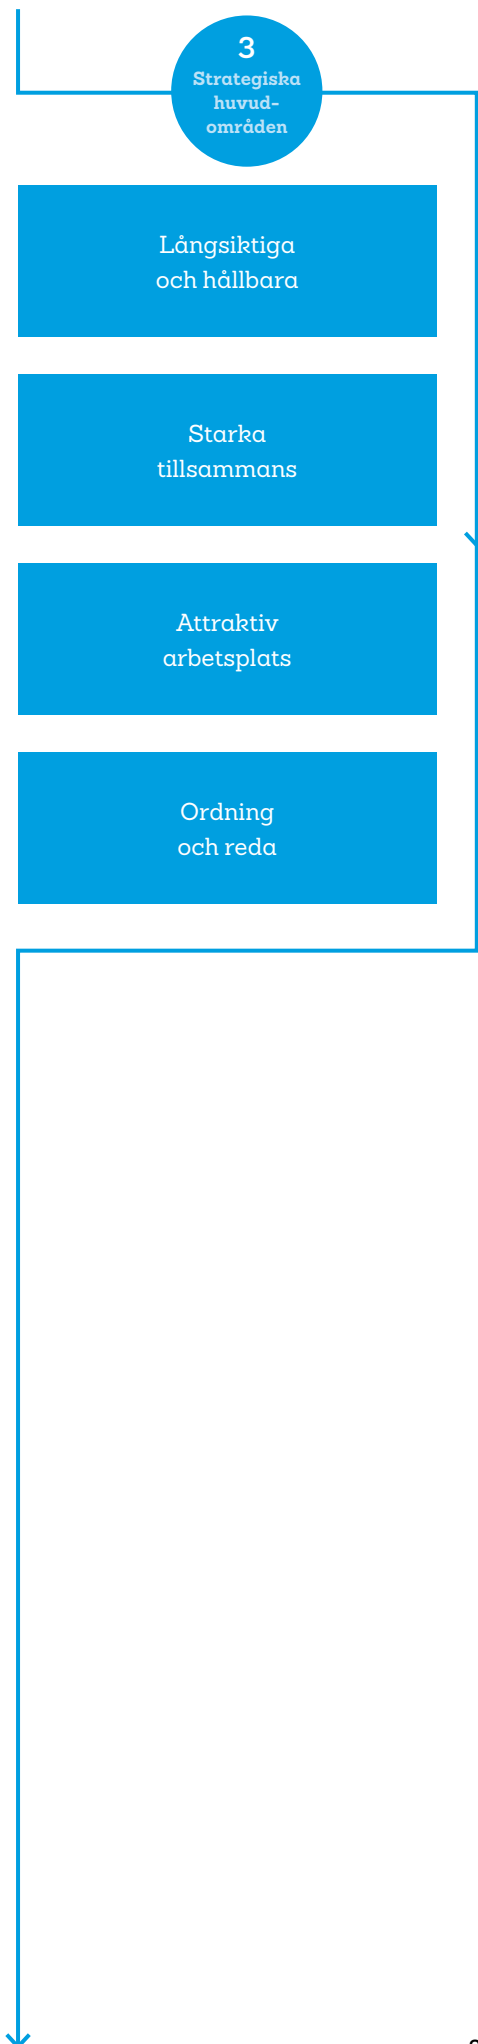 3
Strategiska
huvud-
områden
Långsiktiga
och hållbara
Starka
tillsammans
Attraktiv
arbetsplats
Ordning
och reda